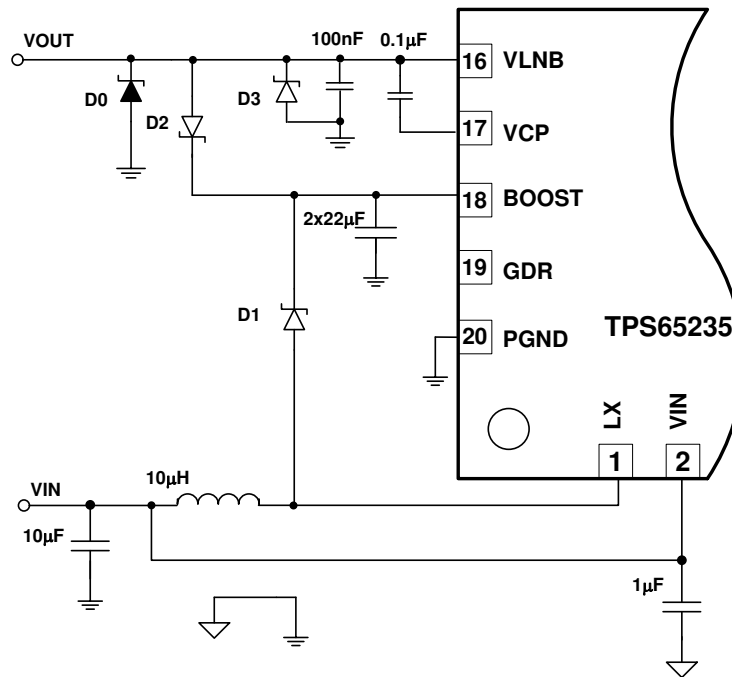 VOUT
100nF
0.1μF
16 VLNB
D0
D2
D3
17 VCP
18 BOOST
2x22μF
19 GDR
D1
20 PGND
TPS65235
LX
VIN
1
2
VIN
10μH
10μF
1μF